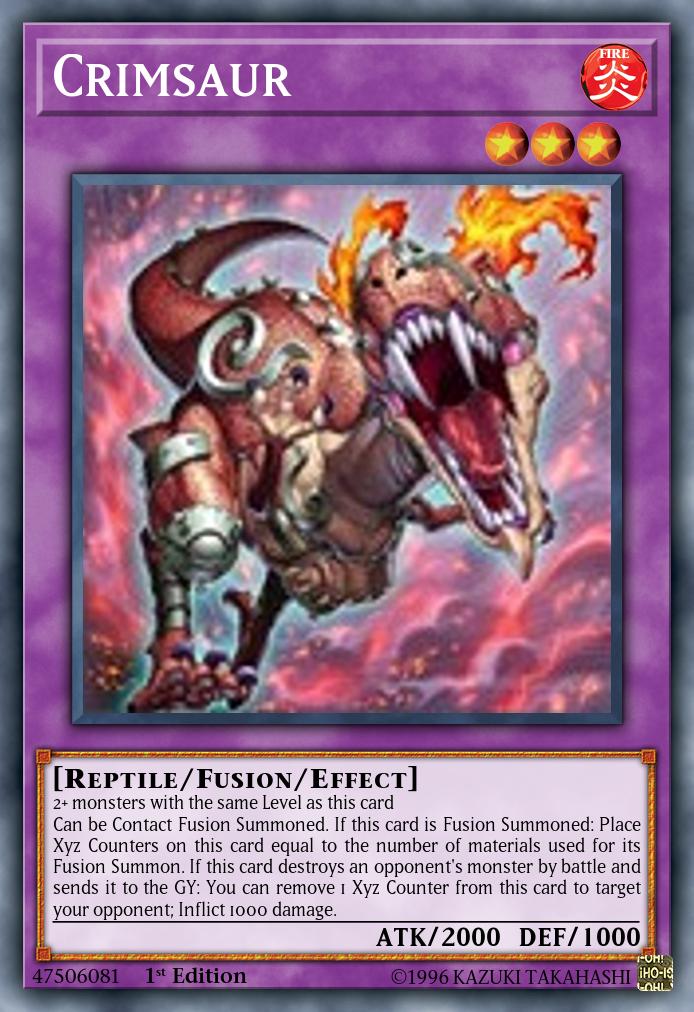 CRIMSAUR
FIRE
炎
[REPTILE/FUSION/EFFECT]
2+ monsters with the same Level as this card
Can be Contact Fusion Summoned. If this card is Fusion Summoned: Place
Xyz Counters on this card equal to the number of materials used for its
Fusion Summon. If this card destroys an opponent's monster by battle and
sends it to the GY: You can remove 1 Xyz Counter from this card to target
your opponent; Inflict 1000 damage.
ATK/2000 DEF/1000
47506081 1st Edition ©1996 KAZUKI TAKAHASHI